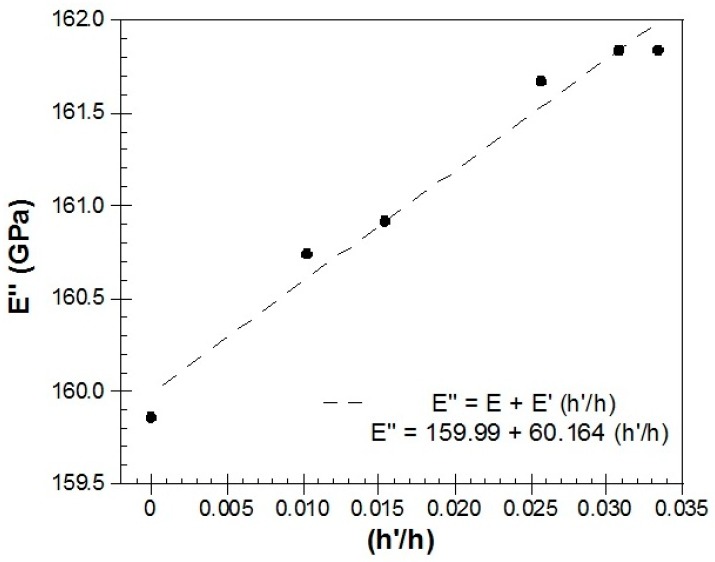 162.0
161.5
161.0
160.5
160.0
159.5
E" (GPa)
E" = E + E' (h'/h)
E" = 159.99 + 60.164 (h'/h)
0 0.005 0.010 0.015 0.020 0.025 0.030 0.035
(h'/h)